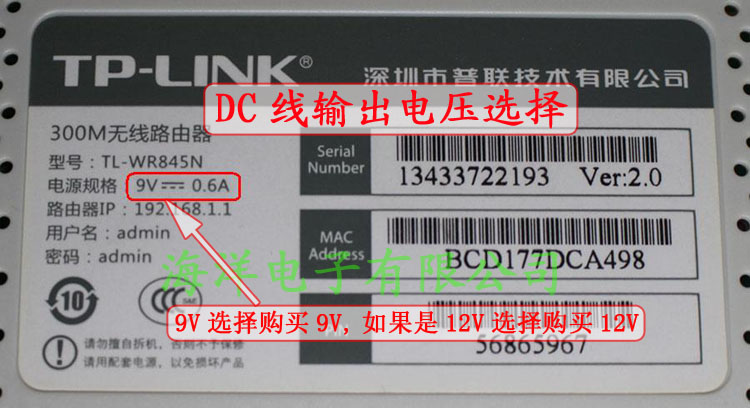 TP-LINK®
深圳市普联技术有限公司
DC 线输出电压选择
300M无线路由器
型号: TL-WR845N
电源规格: 9V⎓0.6A
路由器IP: 192.168.1.1
用户名: admin
密码: admin
Serial Number
13433722193 Ver:2.0
MAC Address
BCD177DCA498
海洋电子有限公司
10
CCC
S&E
9V 选择购买 9V, 如果是 12V 选择购买 12V
56865967
请勿擅自拆机, 否则不予保修
请用配套电源, 以免损坏产品